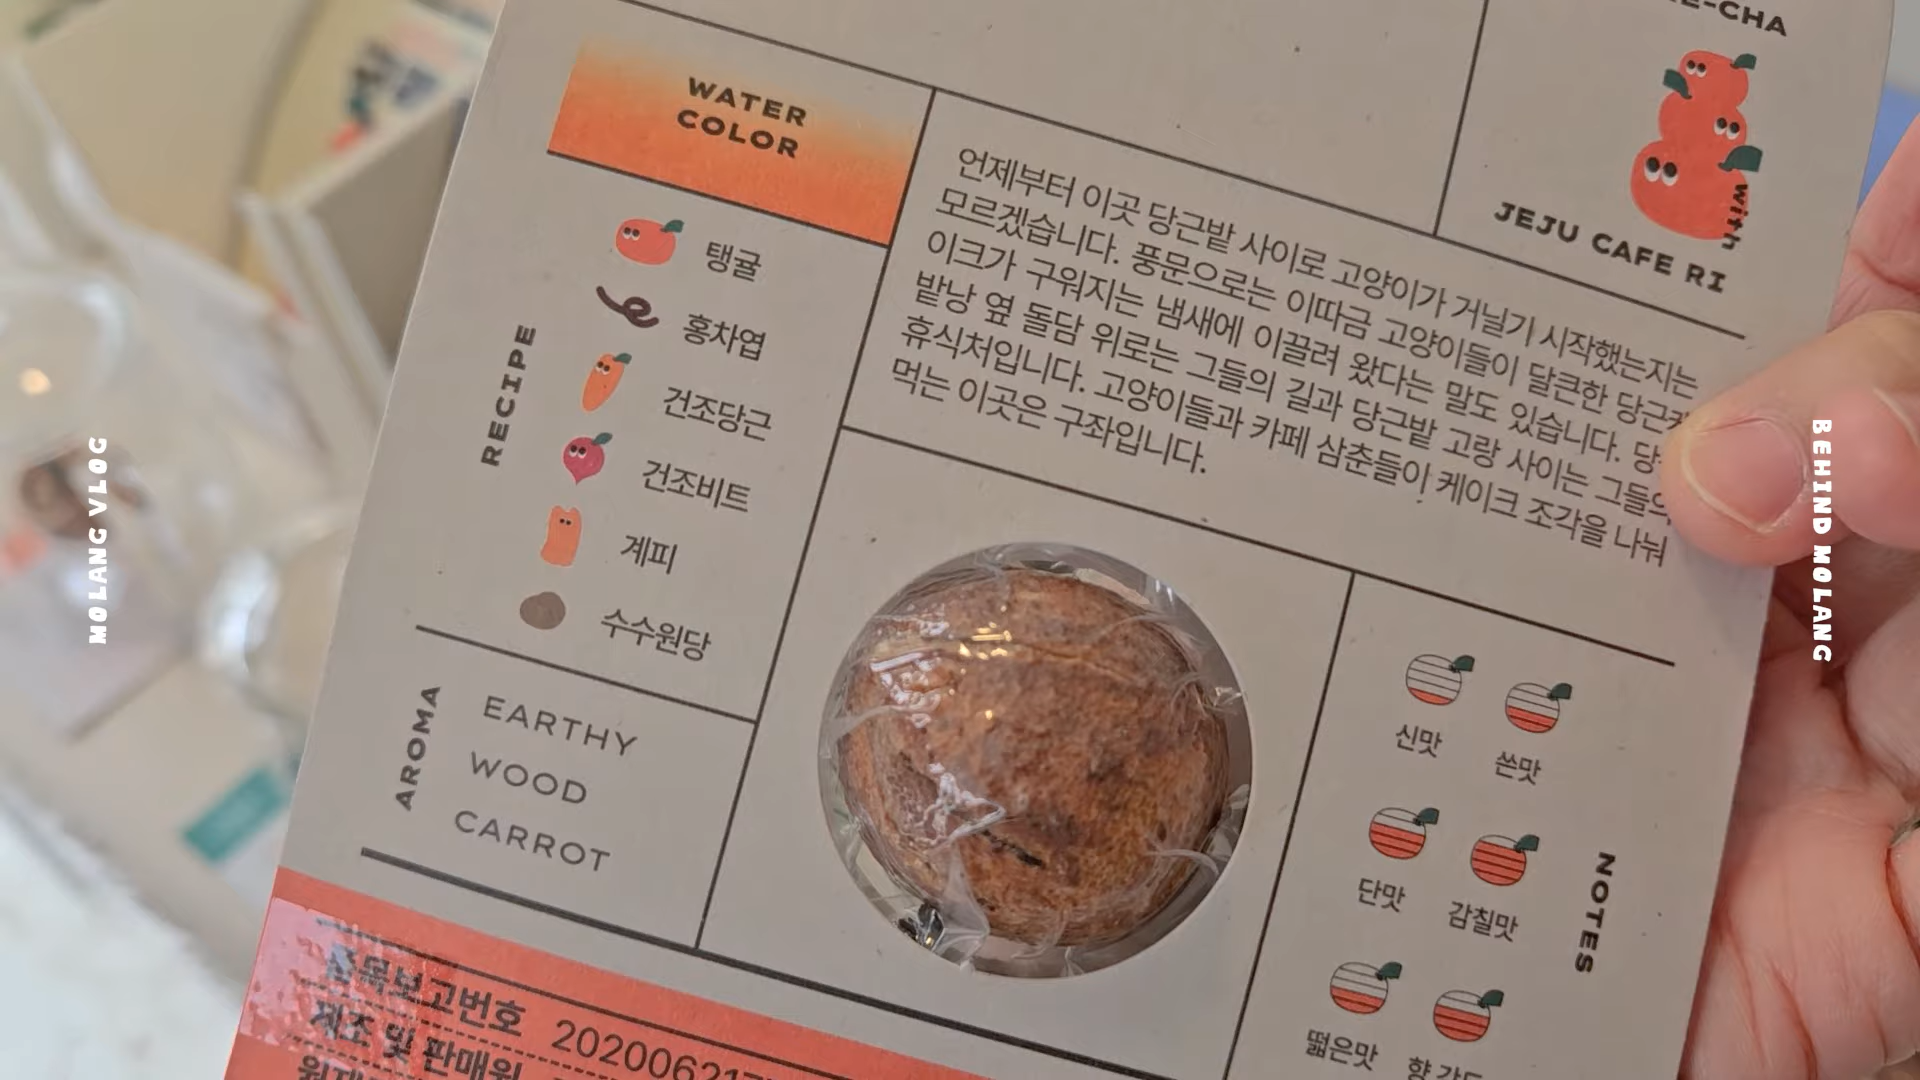 MOLANG VLOG
BEHIND MOLANG
WATER
COLOR
RECIPE
탱귤
홍차엽
건조당근
건조비트
계피
수수원당
AROMA
EARTHY
WOOD
CARROT
with
JEJU CAFE RI
언제부터 이곳 당근밭 사이로 고양이가 거닐기 시작했는지는
모르겠습니다. 풍문으로는 이따금 고양이들이 달큰한
이크가 구워지는 냄새에 이끌려 왔다는 말도 있습니다.
밭낭 옆 돌담 위로는 그들의 길과 당근밭 고랑 사이는 그들의
휴식처입니다. 고양이들과 카페 삼춘들이 케이크 조각을 나눠
먹는 이곳은 구좌입니다.
신맛
쓴맛
단맛
감칠맛
떫은맛
NOTES
품목보고번호
제조 및 판매원